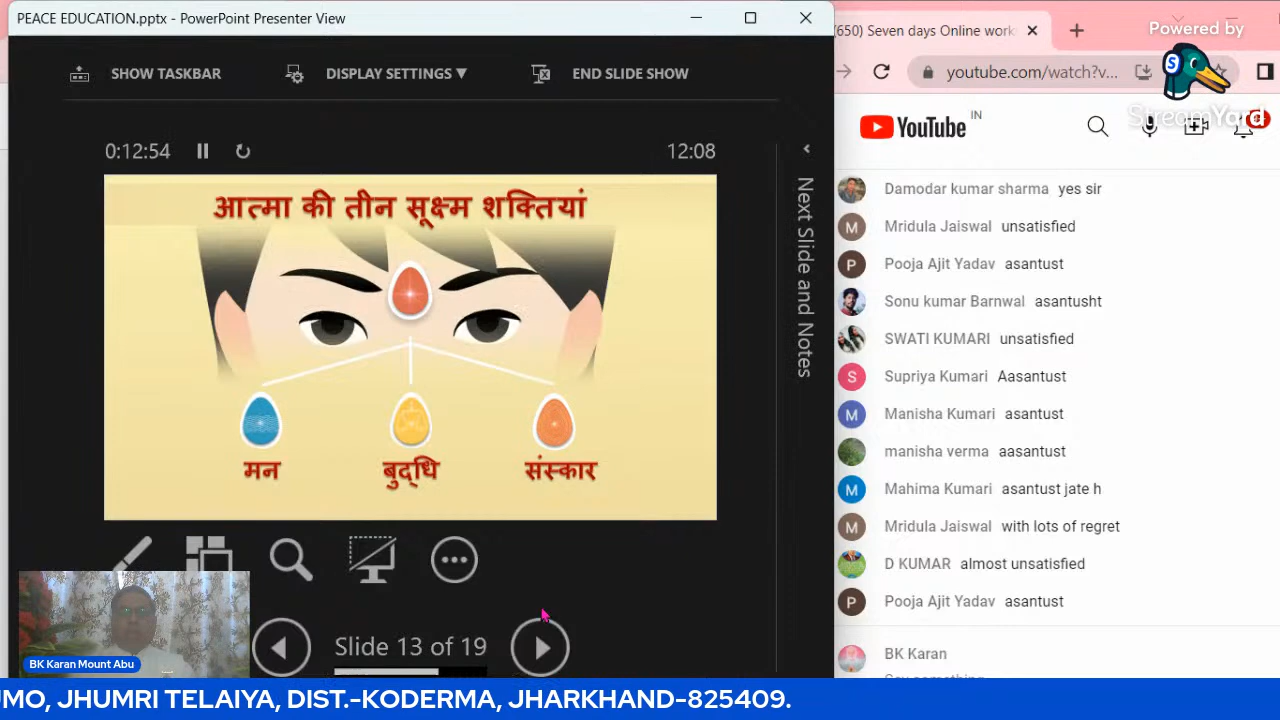 PEACE EDUCATION.pptx - PowerPoint Presenter View
(650) Seven days Online work
Powered by
StreamYard
SHOW TASKBAR
DISPLAY SETTINGS ▼
END SLIDE SHOW
youtube.com/watch?v...
YouTube IN
0:12:54
12:08
Next Slide and Notes
आत्मा की तीन सूक्ष्म शक्तियां
मन
बुद्धि
संस्कार
Slide 13 of 19
Damodar kumar sharma yes sir
M Mridula Jaiswal unsatisfied
P Pooja Ajit Yadav asantust
Sonu kumar Barnwal asantusht
SWATI KUMARI unsatisfied
S Supriya Kumari Aasantust
M Manisha Kumari asantust
manisha verma aasantust
M Mahima Kumari asantust jate h
M Mridula Jaiswal with lots of regret
D KUMAR almost unsatisfied
P Pooja Ajit Yadav asantust
BK Karan
BK Karan Mount Abu
UMO, JHUMRI TELAIYA, DIST.-KODERMA, JHARKHAND-825409.